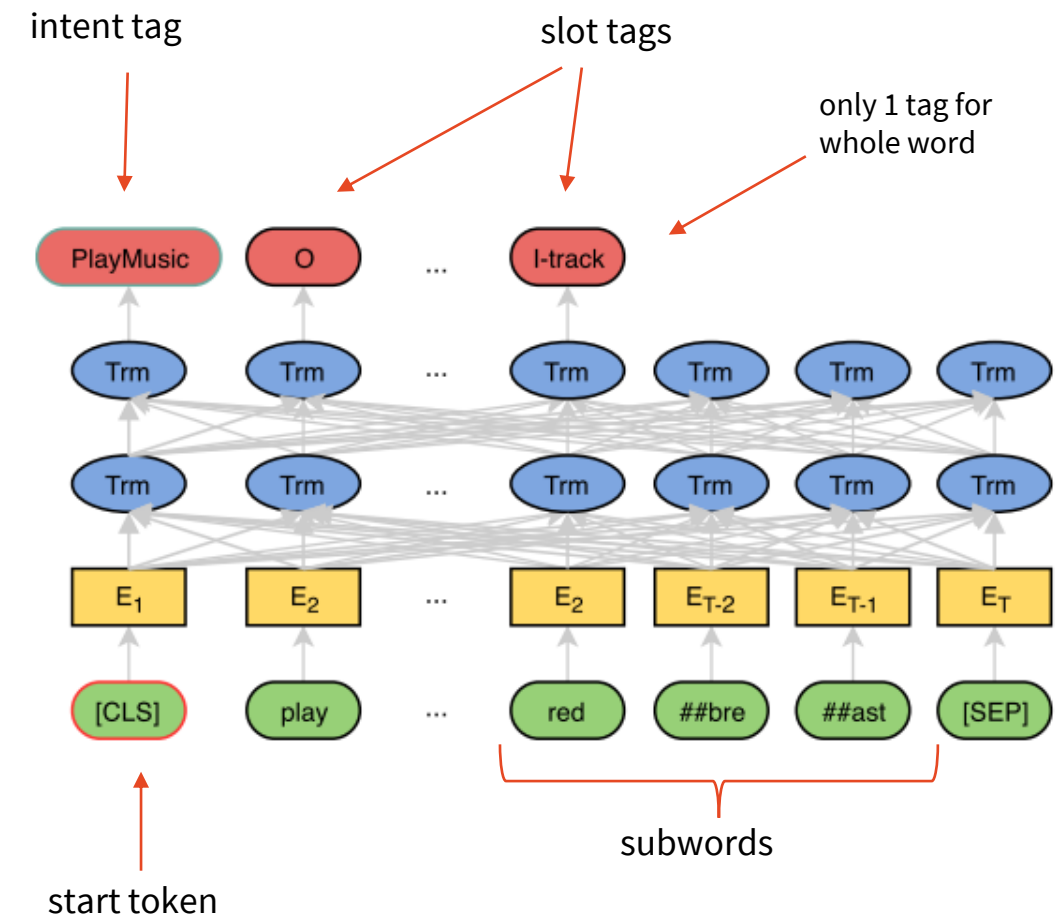 intent tag
slot tags
only 1 tag for
whole word
PlayMusic O ... I-track
Trm Trm ... Trm Trm Trm Trm
Trm Trm ... Trm Trm Trm Trm
E1 E2 ... E2 ET-2 ET-1 ET
[CLS] play ... red ##bre ##ast [SEP]
subwords
start token